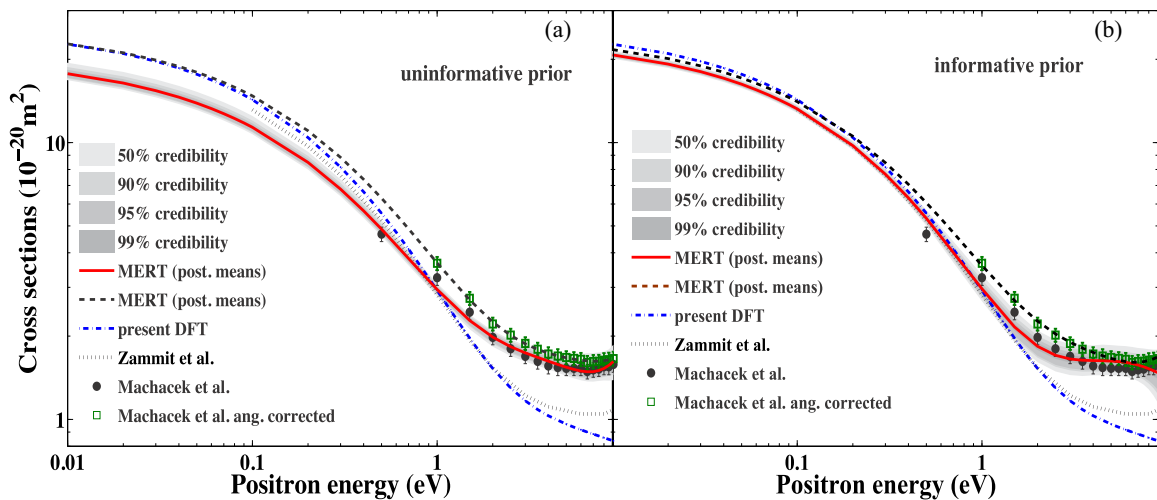 Cross sections (10⁻²⁰m²)
10
1
(a)
uninformative prior
50% credibility
90% credibility
95% credibility
99% credibility
MERT (post. means)
MERT (post. means)
present DFT
Zammit et al.
Machacek et al.
Machacek et al. ang. corrected
0.01
0.1
1
Positron energy (eV)
(b)
informative prior
50% credibility
90% credibility
95% credibility
99% credibility
MERT (post. means)
MERT (post. means)
present DFT
Zammit et al.
Machacek et al.
Machacek et al. ang. corrected
0.1
1
Positron energy (eV)